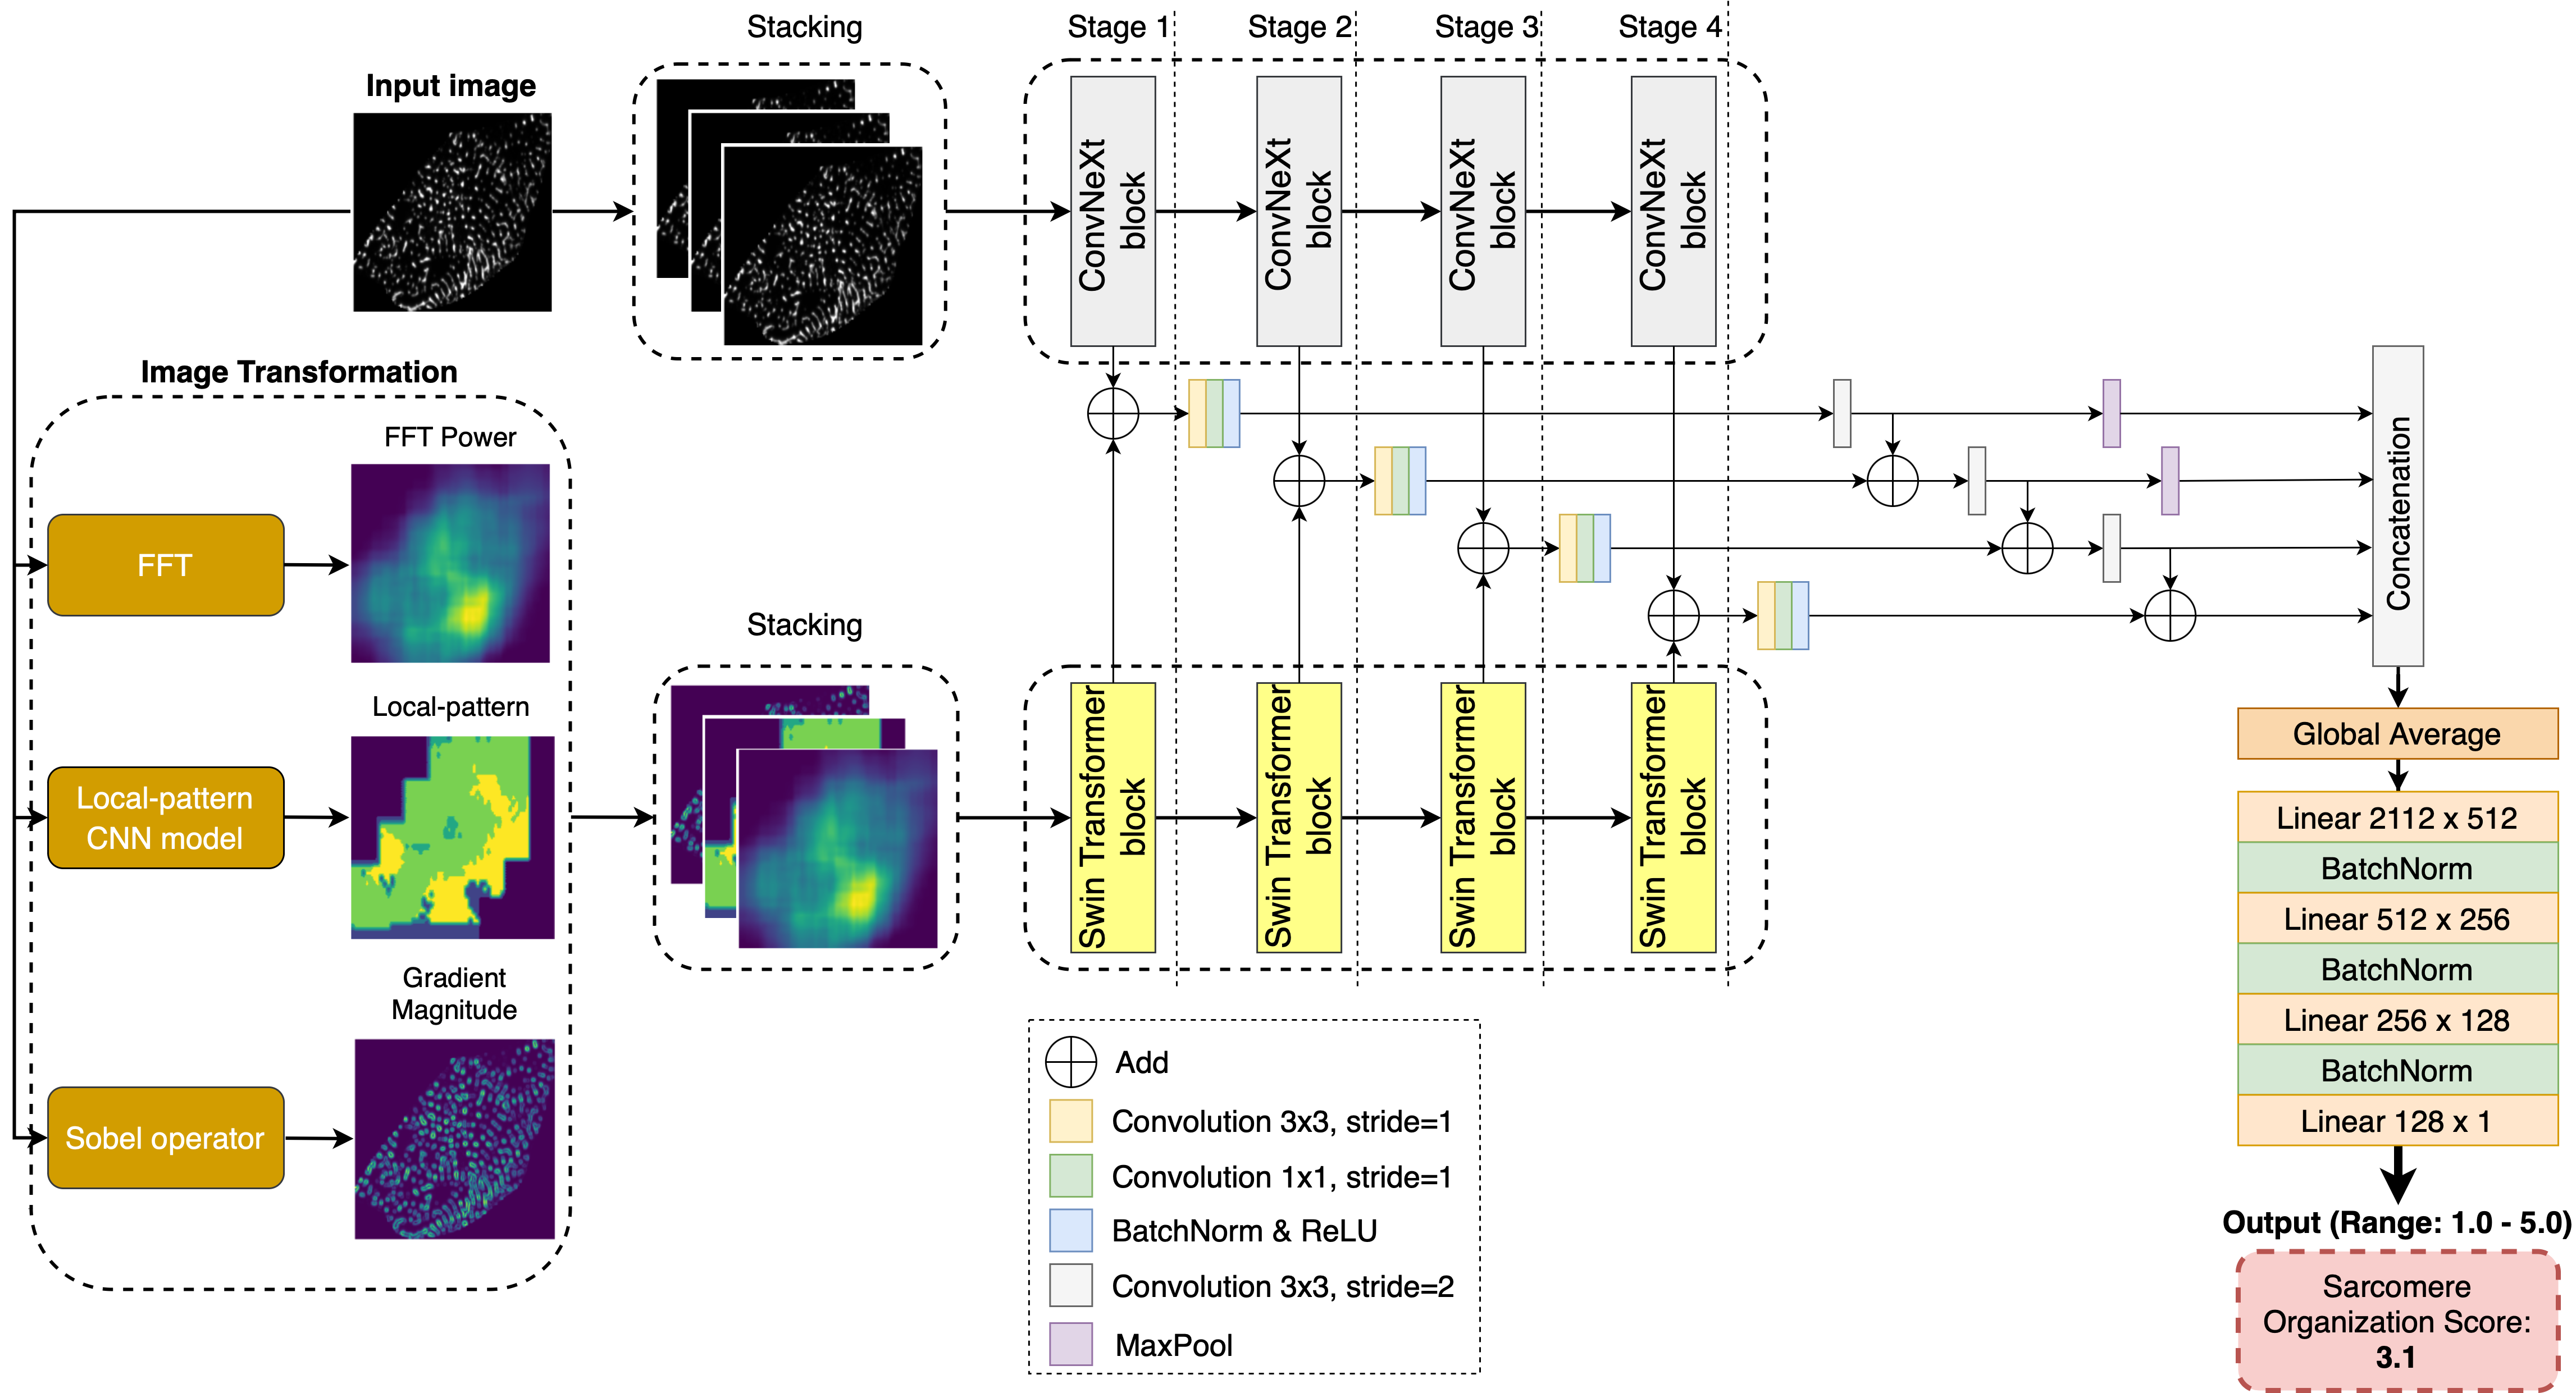 Stacking
Stage 1
Stage 2
Stage 3
Stage 4
Input image
ConvNeXt
block
ConvNeXt
block
ConvNeXt
block
ConvNeXt
block
Image Transformation
FFT Power
FFT
Local-pattern
Local-pattern
CNN model
Gradient
Magnitude
Sobel operator
Stacking
Swin Transformer
block
Swin Transformer
block
Swin Transformer
block
Swin Transformer
block
Add
Convolution 3x3, stride=1
Convolution 1x1, stride=1
BatchNorm & ReLU
Convolution 3x3, stride=2
MaxPool
Concatenation
Global Average
Linear 2112 x 512
BatchNorm
Linear 512 x 256
BatchNorm
Linear 256 x 128
BatchNorm
Linear 128 x 1
Output (Range: 1.0 - 5.0)
Sarcomere
Organization Score:
3.1